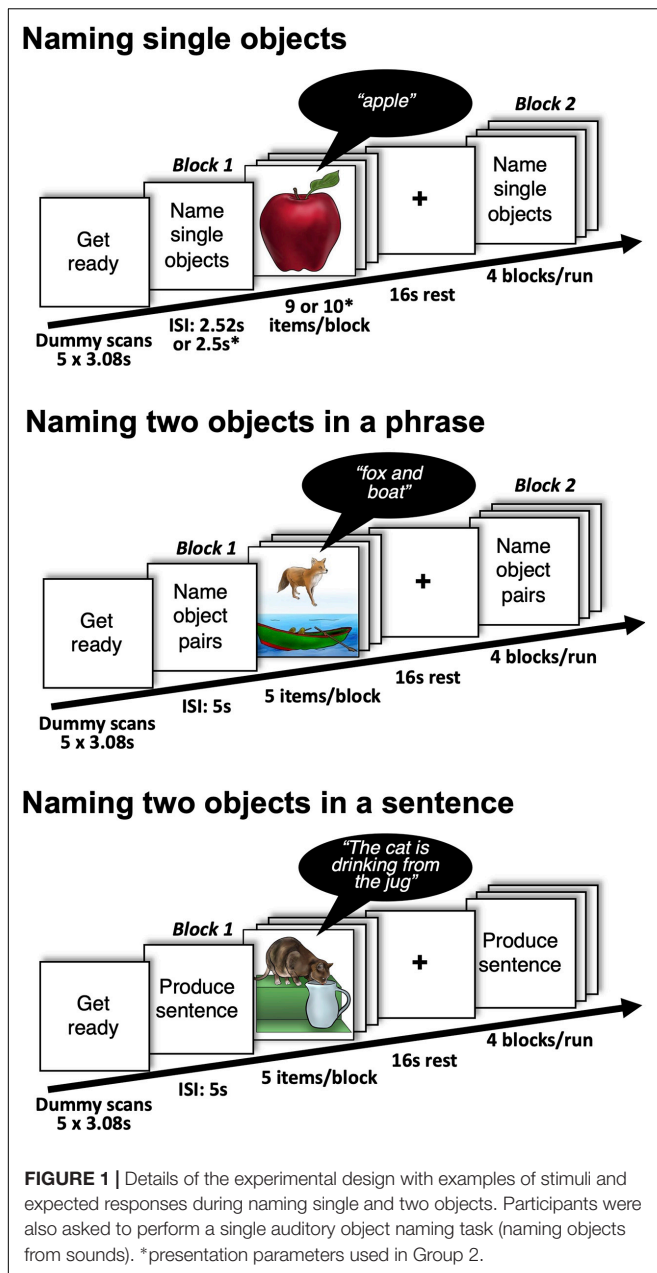 Naming single objects
"apple"
Block 1
Block 2
Get
ready
Name
single
objects
+
Name
single
objects
Dummy scans
5 x 3.08s
ISI: 2.52s
or 2.5s*
9 or 10*
items/block
16s rest
4 blocks/run
Naming two objects in a phrase
"fox and
boat"
Block 1
Block 2
Get
ready
Name
object
pairs
+
Name
object
pairs
Dummy scans
5 x 3.08s
ISI: 5s
5 items/block
16s rest
4 blocks/run
Naming two objects in a sentence
"The cat is
drinking from
the jug"
Block 1
Get
ready
Produce
sentence
+
Produce
sentence
Dummy scans
5 x 3.08s
ISI: 5s
5 items/block
16s rest
4 blocks/run
FIGURE 1 | Details of the experimental design with examples of stimuli and
expected responses during naming single and two objects. Participants were
also asked to perform a single auditory object naming task (naming objects
from sounds). *presentation parameters used in Group 2.